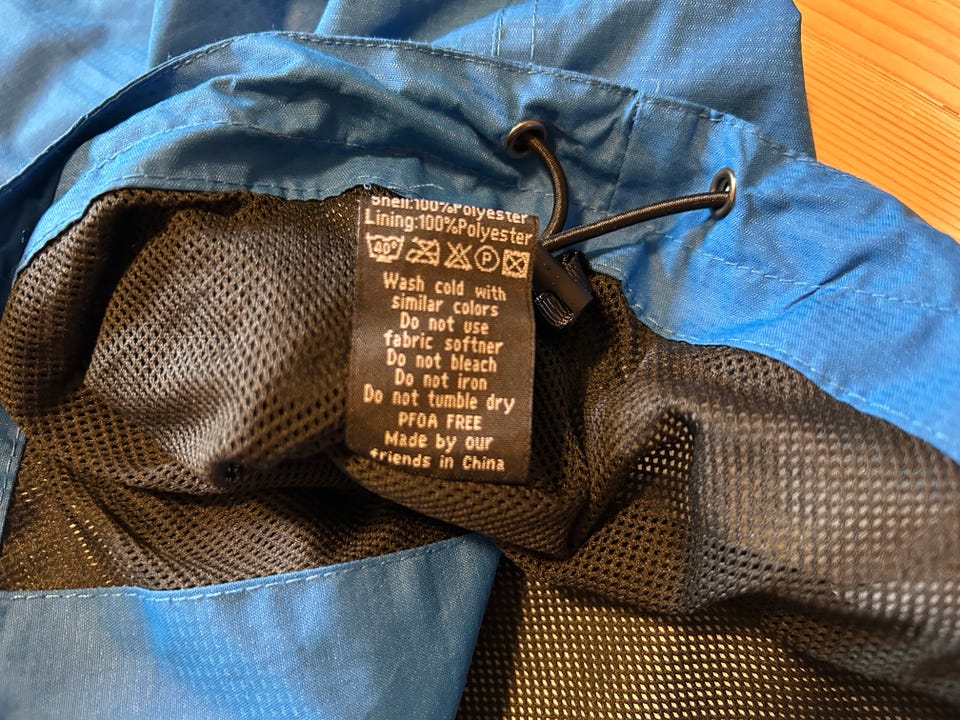 Shell:100%Polyester
Lining:100%Polyester
40° P
Wash cold with
similar colors
Do not use
fabric softner
Do not bleach
Do not iron
Do not tumble dry
PFOA FREE
Made by our
friends in China